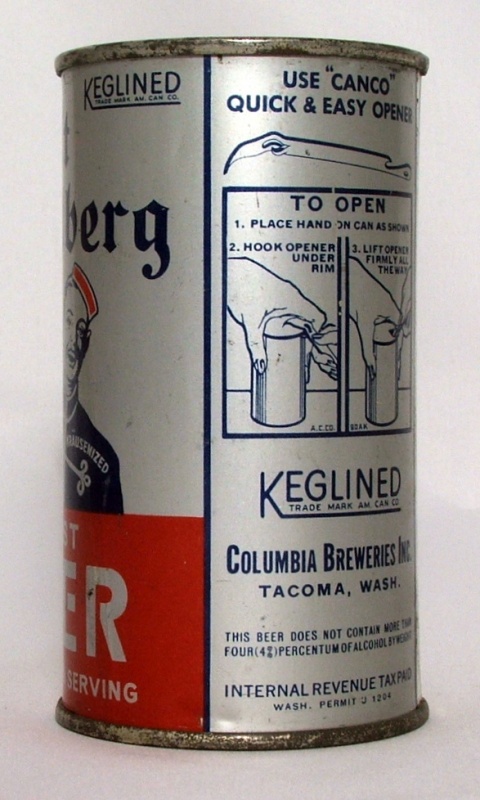 KEGLINED
TRADE MARK AM. CAN CO.
t
berg
KRAUSENIZED
ST
ER
SERVING
USE "CANCO"
QUICK & EASY OPENER
TO OPEN
1. PLACE HAND ON CAN AS SHOWN
2. HOOK OPENER
UNDER
RIM
3. LIFT OPENER
FIRMLY ALL
THE WAY
A.C.CO.
KEGLINED
TRADE MARK AM. CAN CO.
COLUMBIA BREWERIES INC.
TACOMA, WASH.
THIS BEER DOES NOT CONTAIN MORE THAN
FOUR (4%) PERCENTUM OF ALCOHOL BY WEIGHT
INTERNAL REVENUE TAX PAID
WASH. PERMIT U 1204